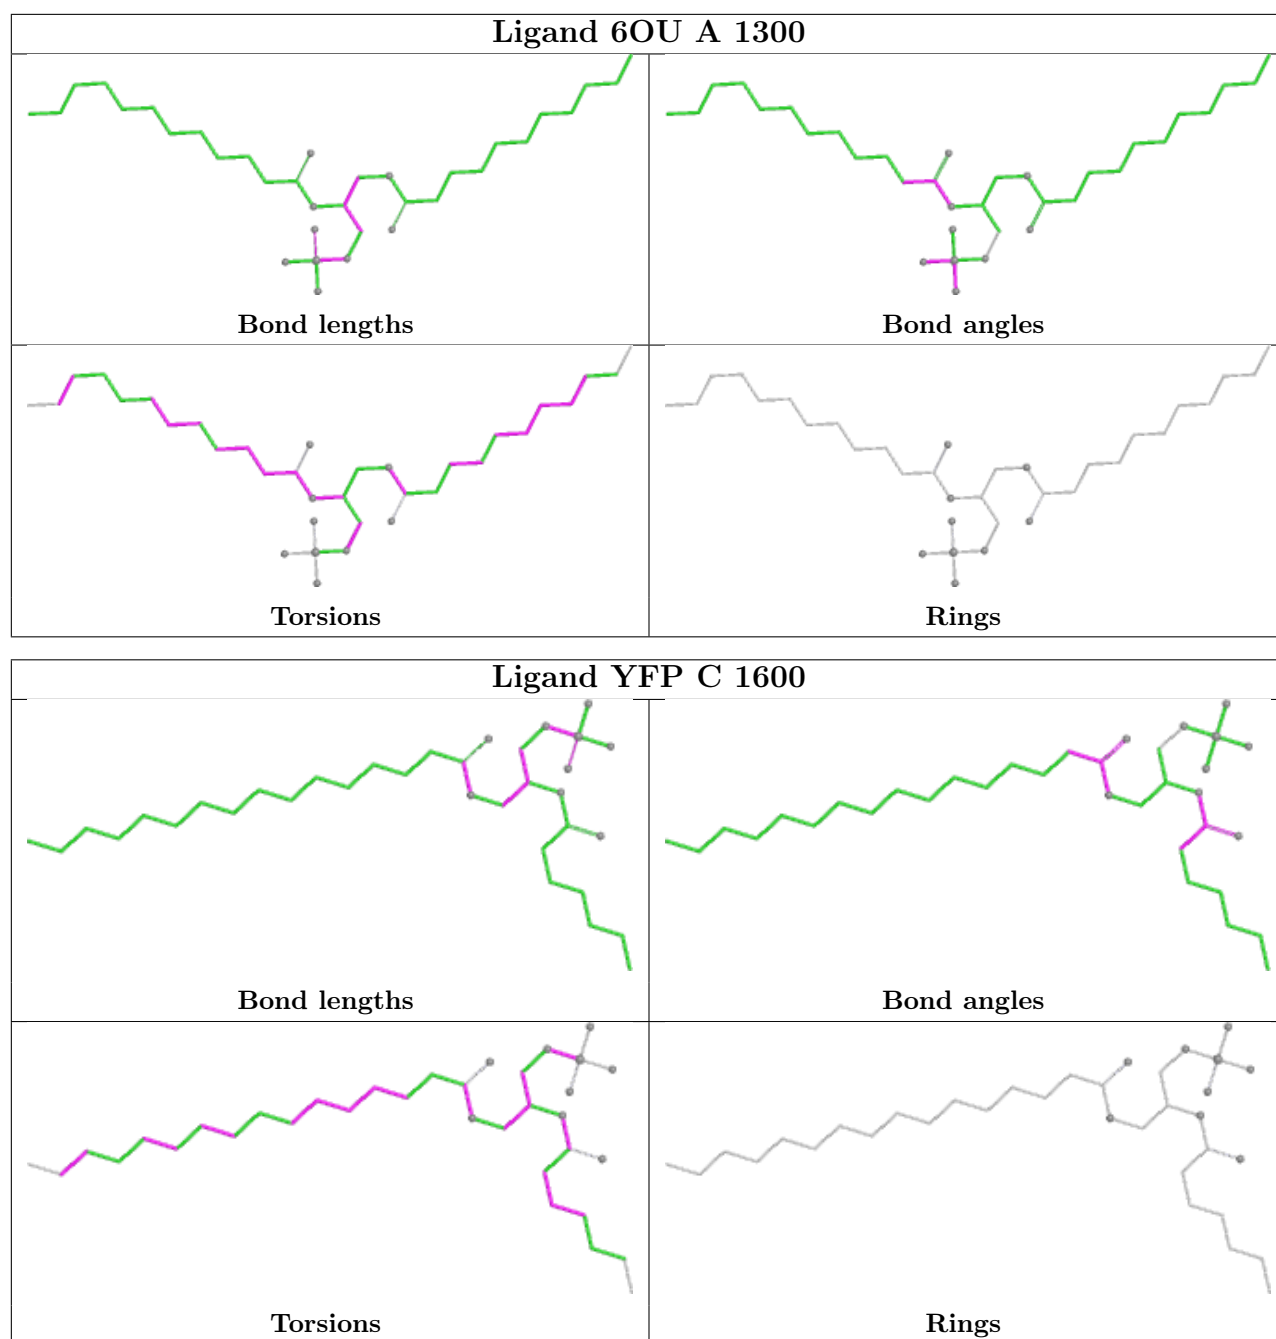 Ligand 6OU A 1300
Bond lengths
Bond angles
Torsions
Rings
Ligand YFP C 1600
Bond lengths
Bond angles
Torsions
Rings